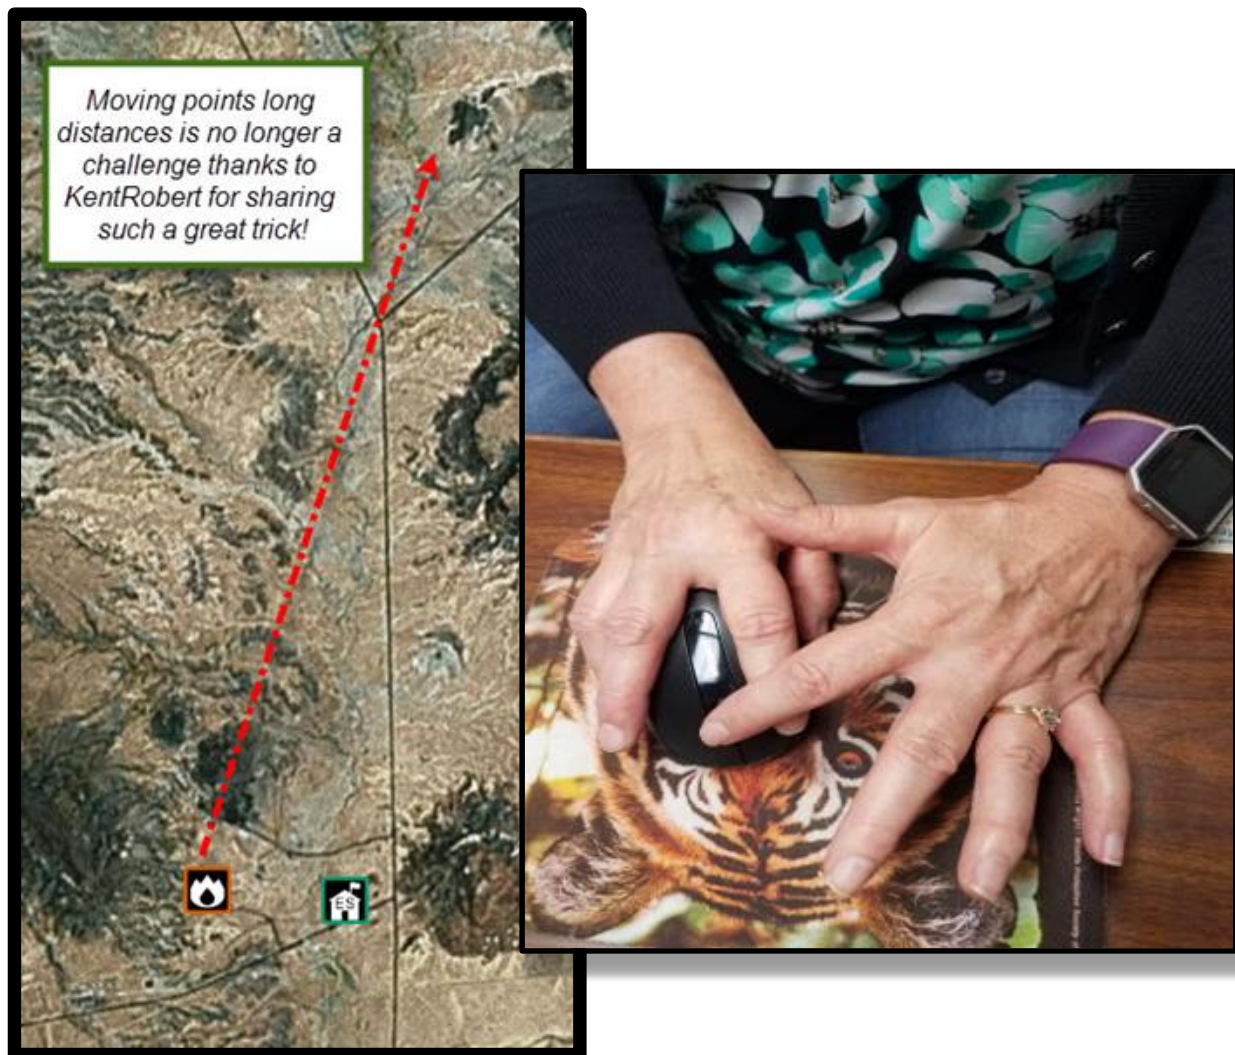 Moving points long
distances is no longer a
challenge thanks to
KentRobert for sharing
such a great trick!
ES